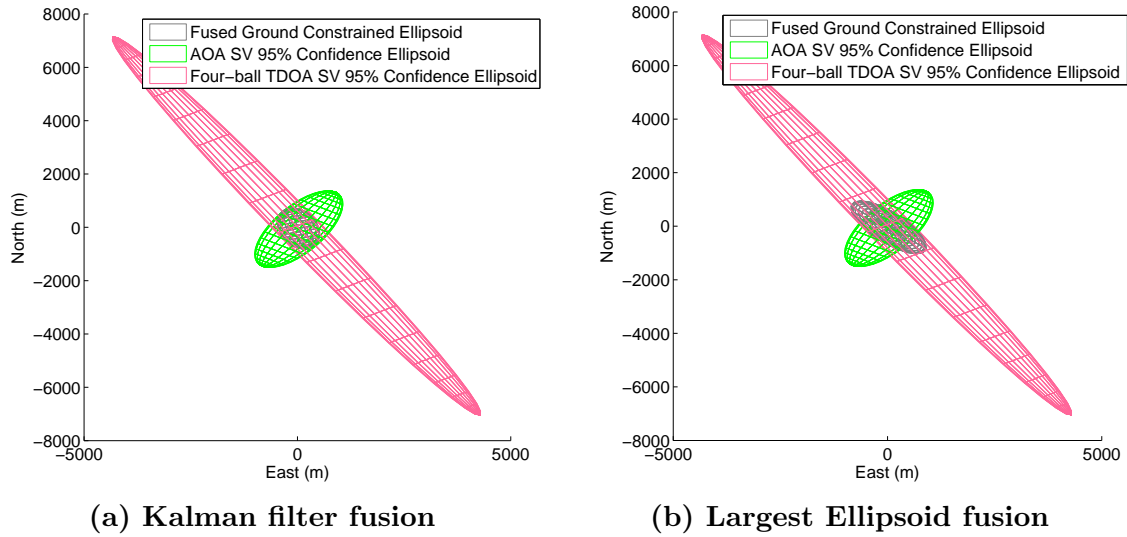 Fused Ground Constrained Ellipsoid
AOA SV 95% Confidence Ellipsoid
Four−ball TDOA SV 95% Confidence Ellipsoid
8000
6000
4000
2000
0
−2000
−4000
−6000
−8000
North (m)
−5000 0 5000
East (m)
(a) Kalman filter fusion
Fused Ground Constrained Ellipsoid
AOA SV 95% Confidence Ellipsoid
Four−ball TDOA SV 95% Confidence Ellipsoid
8000
6000
4000
2000
0
−2000
−4000
−6000
−8000
North (m)
−5000 0 5000
East (m)
(b) Largest Ellipsoid fusion